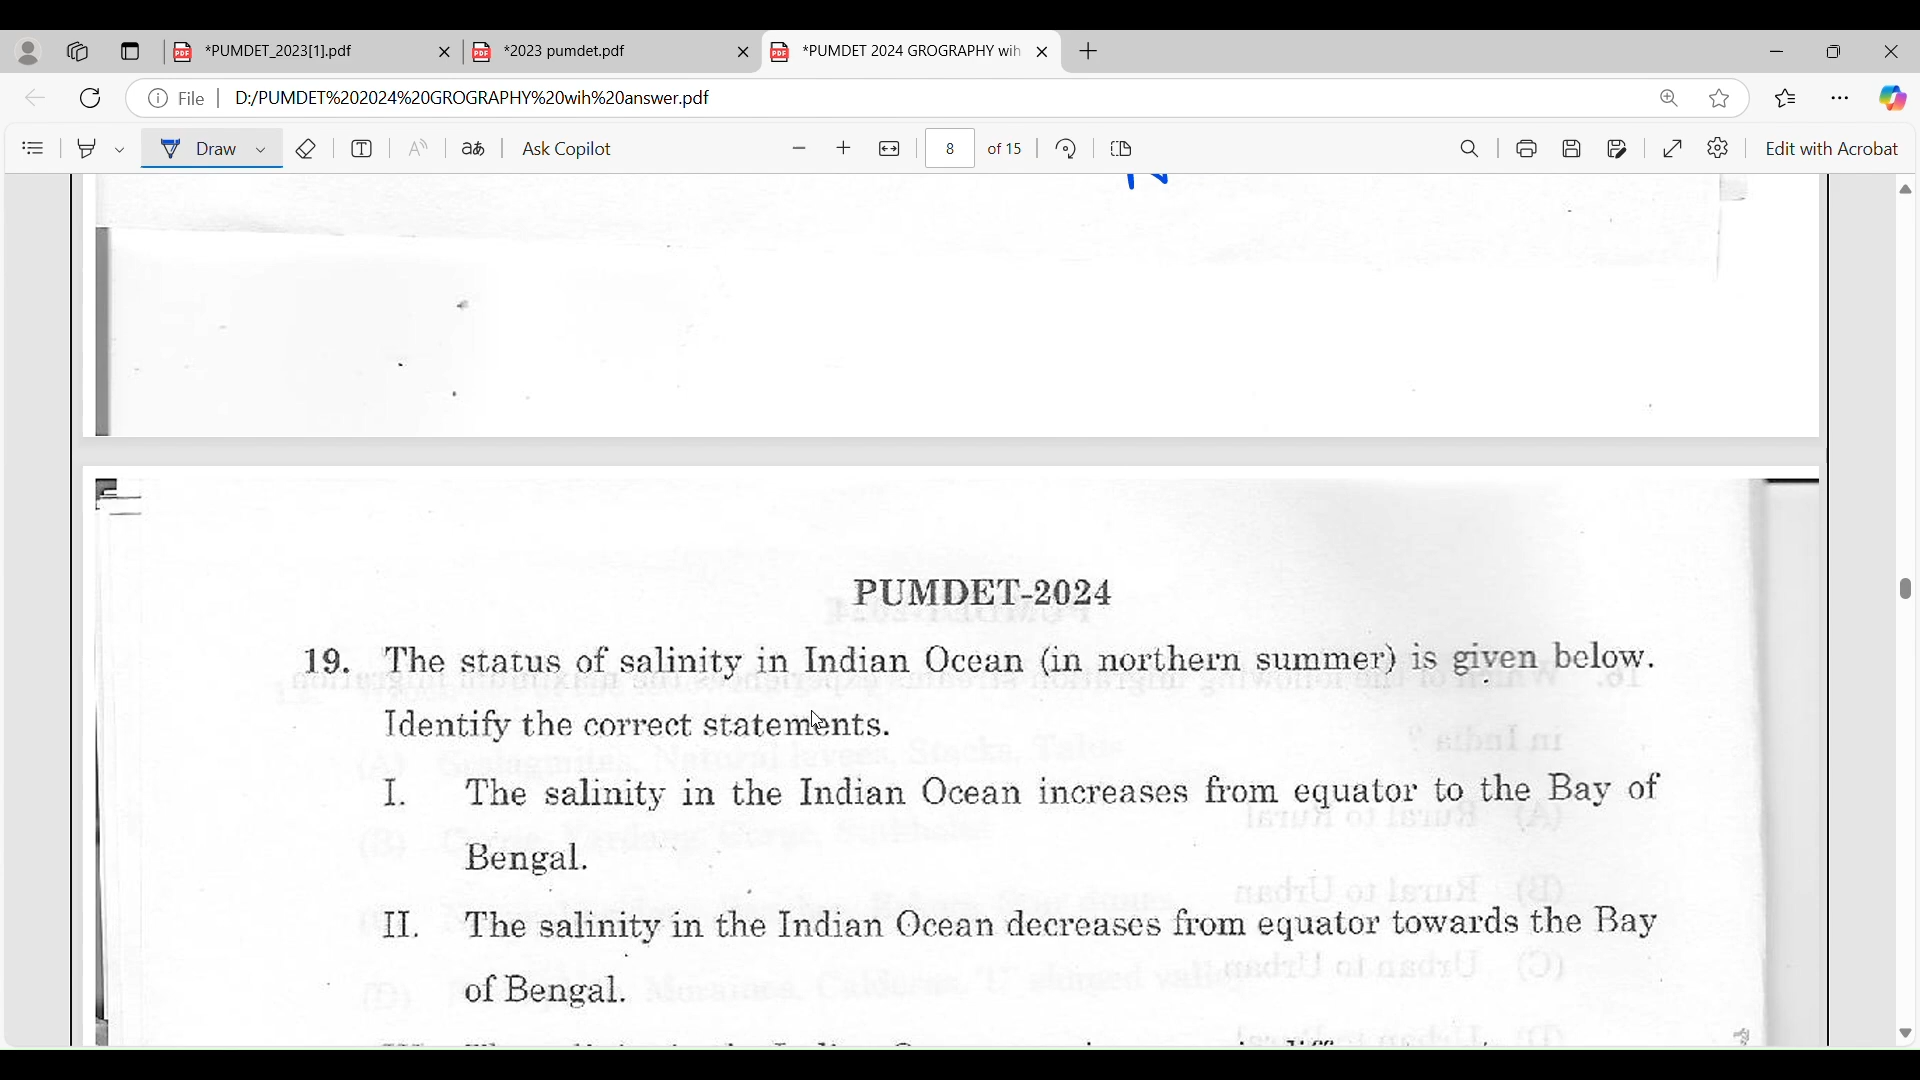 *PUMDET_2023[1].pdf
*2023 pumdet.pdf
*PUMDET 2024 GROGRAPHY wih
File
D:/PUMDET%202024%20GROGRAPHY%20wih%20answer.pdf
Draw
aあ
Ask Copilot
8 of 15
Edit with Acrobat
PUMDET-2024
19. The status of salinity in Indian Ocean (in northern summer) is given below.
Identify the correct statements.
I. The salinity in the Indian Ocean increases from equator to the Bay of
Bengal.
II. The salinity in the Indian Ocean decreases from equator towards the Bay
of Bengal.